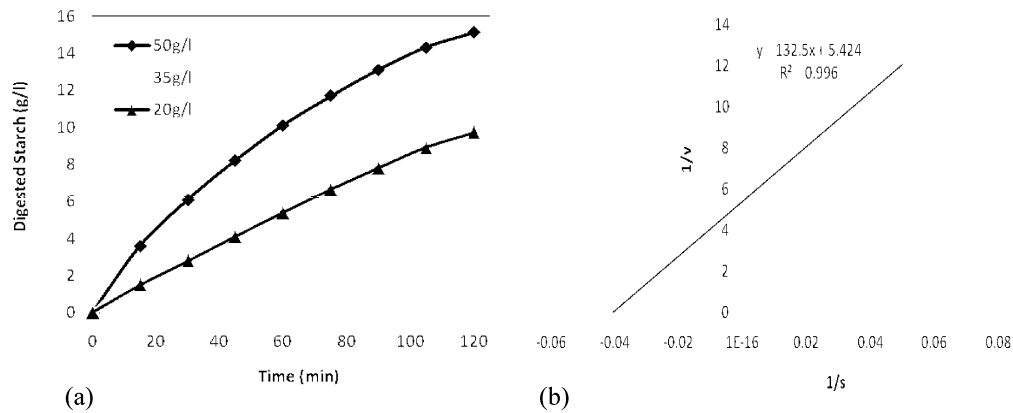 16
14
12
10
8
6
4
2
0
50g/l
35g/l
20g/l
Digested Starch (g/l)
0 20 40 60 80 100 120
Time (min)
(a)
14
12
10
8
6
4
2
0
y 132.5x + 5.424
R² 0.996
1/v
-0.06 -0.04 -0.02 1E-16 0.02 0.04 0.06 0.08
1/s
(b)